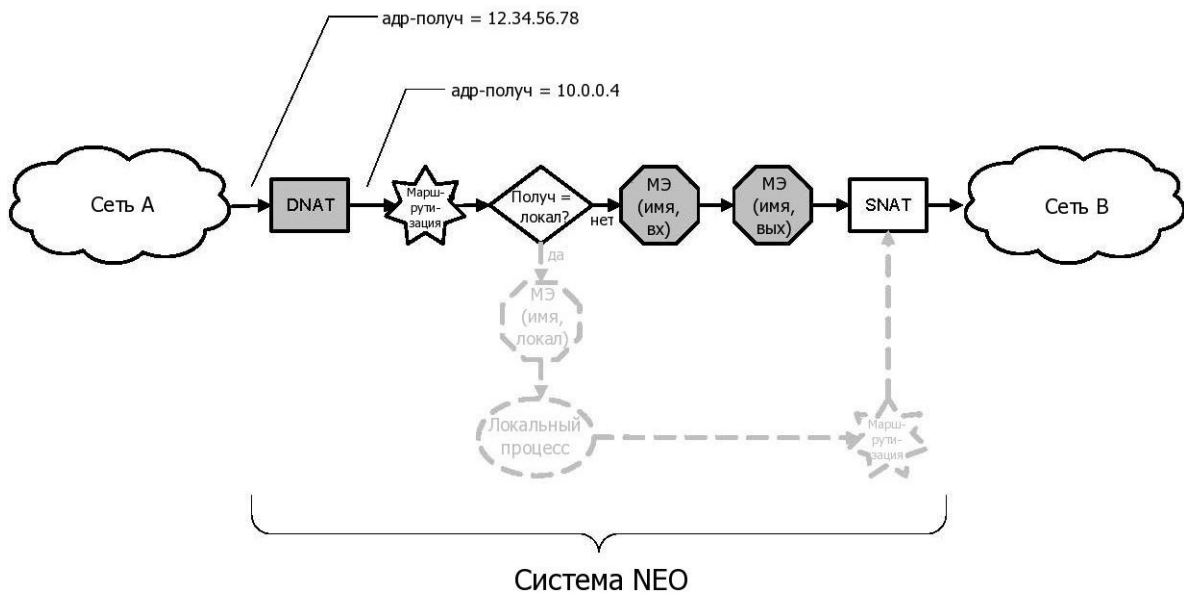 адр-получ = 12.34.56.78
адр-получ = 10.0.0.4
Сеть А
DNAT
Марш-
рути-
зация
Получ =
локал?
нет
МЭ
(имя,
вх)
МЭ
(имя,
вых)
SNAT
Сеть В
да
МЭ
(имя,
локал)
Локальный
процесс
Марш-
рути-
зация
Система NEO